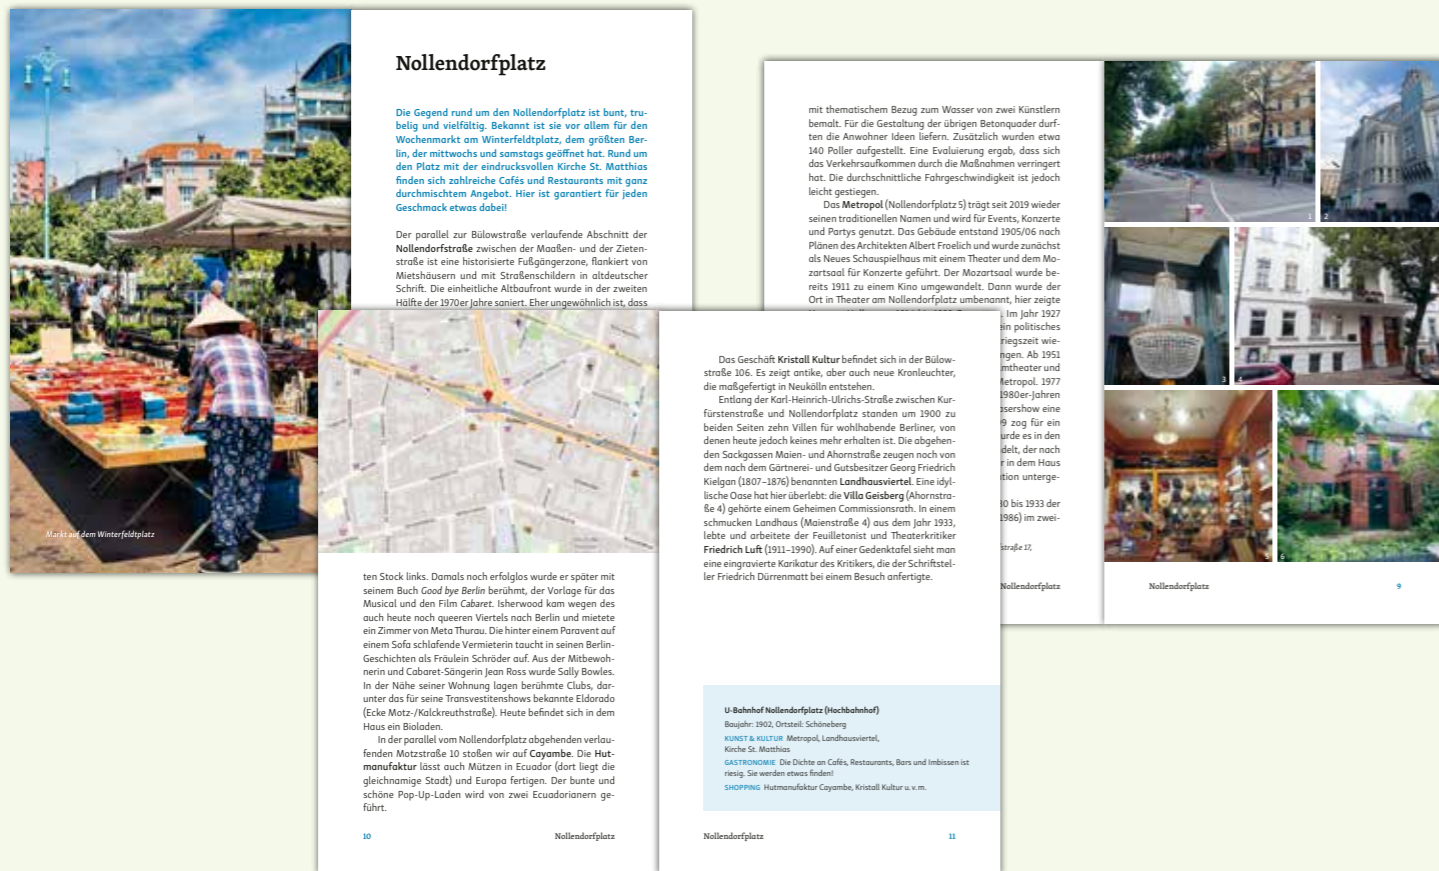 Markt auf dem Winterfeldtplatz
Nollendorfplatz
Die Gegend rund um den Nollendorfplatz ist bunt, tru-
belig und vielfältig. Bekannt ist sie vor allem für den
Wochenmarkt am Winterfeldtplatz, dem größten Ber-
lin, der mittwochs und samstags geöffnet hat. Rund um
den Platz mit der eindrucksvollen Kirche St. Matthias
finden sich zahlreiche Cafés und Restaurants mit ganz
durchmischtem Angebot. Hier ist garantiert für jeden
Geschmack etwas dabei!
Der parallel zur Bülowstraße verlaufende Abschnitt der
Nollendorfstraße zwischen der Maaßen- und der Zieten-
straße ist eine historisierte Fußgängerzone, flankiert von
Mietshäusern und mit Straßenschildern in altdeutscher
Schrift. Die einheitliche Altbaufront wurde in der zweiten
Hälfte der 1970er Jahre saniert. Eher ungewöhnlich ist, dass
mit thematischem Bezug zum Wasser von zwei Künstlern
bemalt. Für die Gestaltung der übrigen Betonquader durf-
ten die Anwohner Ideen liefern. Zusätzlich wurden etwa
140 Poller aufgestellt. Eine Evaluierung ergab, dass sich
das Verkehrsaufkommen durch die Maßnahmen verringert
hat. Die durchschnittliche Fahrgeschwindigkeit ist jedoch
leicht gestiegen.
Das Metropol (Nollendorfplatz 5) trägt seit 2019 wieder
seinen traditionellen Namen und wird für Events, Konzerte
und Partys genutzt. Das Gebäude entstand 1905/06 nach
Plänen des Architekten Albert Froelich und wurde zunächst
als Neues Schauspielhaus mit einem Theater und dem Mo-
zartsaal für Konzerte geführt. Der Mozartsaal wurde be-
reits 1911 zu einem Kino umgewandelt. Dann wurde der
Ort in Theater am Nollendorfplatz umbenannt, hier zeigte
. Im Jahr 1927
ein politisches
riegszeit wie-
ngen. Ab 1951
mtheater und
Metropol. 1977
1980er-Jahren
sershow eine
9 zog für ein
urde es in den
delt, der nach
r in dem Haus
tion unterge-
30 bis 1933 der
1986) im zwei-
straße 17,
Nollendorfplatz
1
2
3
4
5
6
Nollendorfplatz
9
ten Stock links. Damals noch erfolglos wurde er später mit
seinem Buch Good bye Berlin berühmt, der Vorlage für das
Musical und den Film Cabaret. Isherwood kam wegen des
auch heute noch queeren Viertels nach Berlin und mietete
ein Zimmer von Meta Thurau. Die hinter einem Paravent auf
einem Sofa schlafende Vermieterin taucht in seinen Berlin-
Geschichten als Fräulein Schröder auf. Aus der Mitbewoh-
nerin und Cabaret-Sängerin Jean Ross wurde Sally Bowles.
In der Nähe seiner Wohnung lagen berühmte Clubs, dar-
unter das für seine Transvestitenshows bekannte Eldorado
(Ecke Motz-/Kalckreuthstraße). Heute befindet sich in dem
Haus ein Bioladen.
In der parallel vom Nollendorfplatz abgehenden verlau-
fenden Motzstraße 10 stoßen wir auf Cayambe. Die Hut-
manufaktur lässt auch Mützen in Ecuador (dort liegt die
gleichnamige Stadt) und Europa fertigen. Der bunte und
schöne Pop-Up-Laden wird von zwei Ecuadorianern ge-
führt.
10
Nollendorfplatz
Das Geschäft Kristall Kultur befindet sich in der Bülow-
straße 106. Es zeigt antike, aber auch neue Kronleuchter,
die maßgefertigt in Neukölln entstehen.
Entlang der Karl-Heinrich-Ulrichs-Straße zwischen Kur-
fürstenstraße und Nollendorfplatz standen um 1900 zu
beiden Seiten zehn Villen für wohlhabende Berliner, von
denen heute jedoch keines mehr erhalten ist. Die abgehen-
den Sackgassen Maien- und Ahornstraße zeugen noch von
dem nach dem Gärtnerei- und Gutsbesitzer Georg Friedrich
Kielgan (1807–1876) benannten Landhausviertel. Eine idyl-
lische Oase hat hier überlebt: die Villa Geisberg (Ahornstra-
ße 4) gehörte einem Geheimen Commissionsrath. In einem
schmucken Landhaus (Maienstraße 4) aus dem Jahr 1933,
lebte und arbeitete der Feuilletonist und Theaterkritiker
Friedrich Luft (1911–1990). Auf einer Gedenktafel sieht man
eine eingravierte Karikatur des Kritikers, die der Schriftstel-
ler Friedrich Dürrenmatt bei einem Besuch anfertigte.
U-Bahnhof Nollendorfplatz (Hochbahnhof)
Baujahr: 1902, Ortsteil: Schöneberg
KUNST & KULTUR Metropol, Landhausviertel,
Kirche St. Matthias
GASTRONOMIE Die Dichte an Cafés, Restaurants, Bars und Imbissen ist
riesig. Sie werden etwas finden!
SHOPPING Hutmanufaktur Cayambe, Kristall Kultur u. v. m.
Nollendorfplatz
11